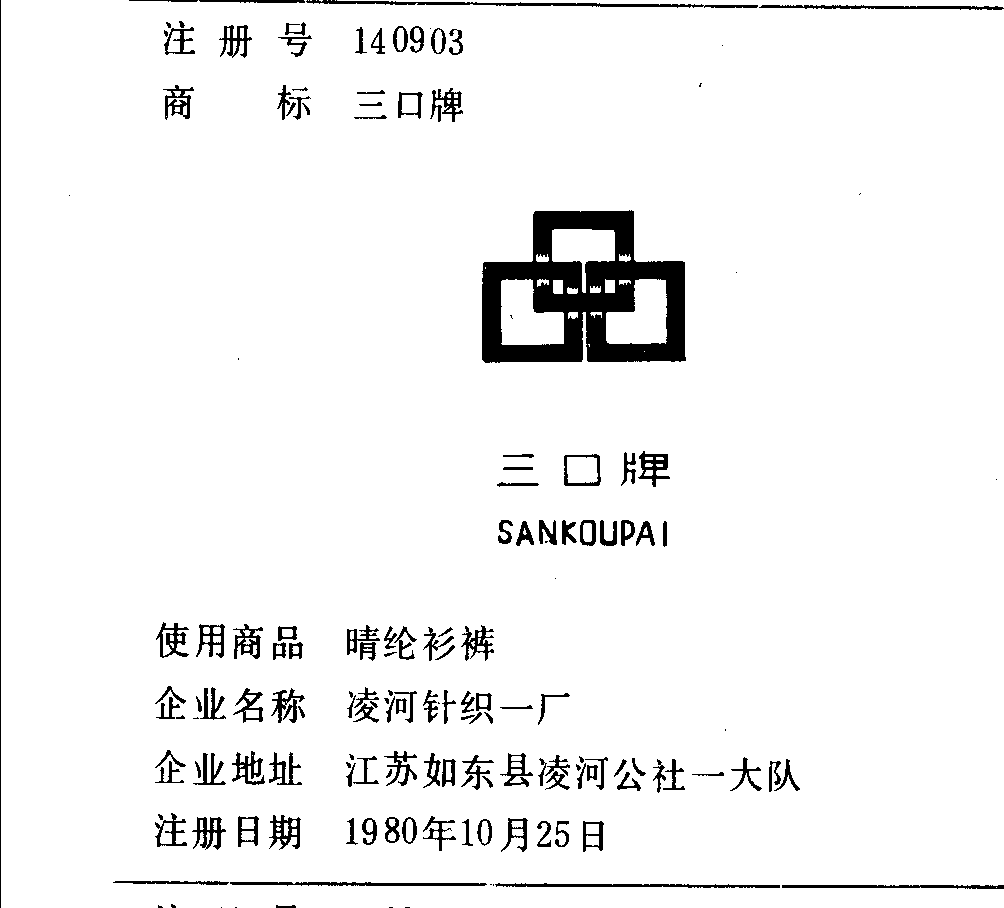 注册号 140903
商标 三口牌
三口牌
SANKOUPAI
使用商品 晴纶衫裤
企业名称 凌河针织一厂
企业地址 江苏如东县凌河公社一大队
注册日期 1980年10月25日